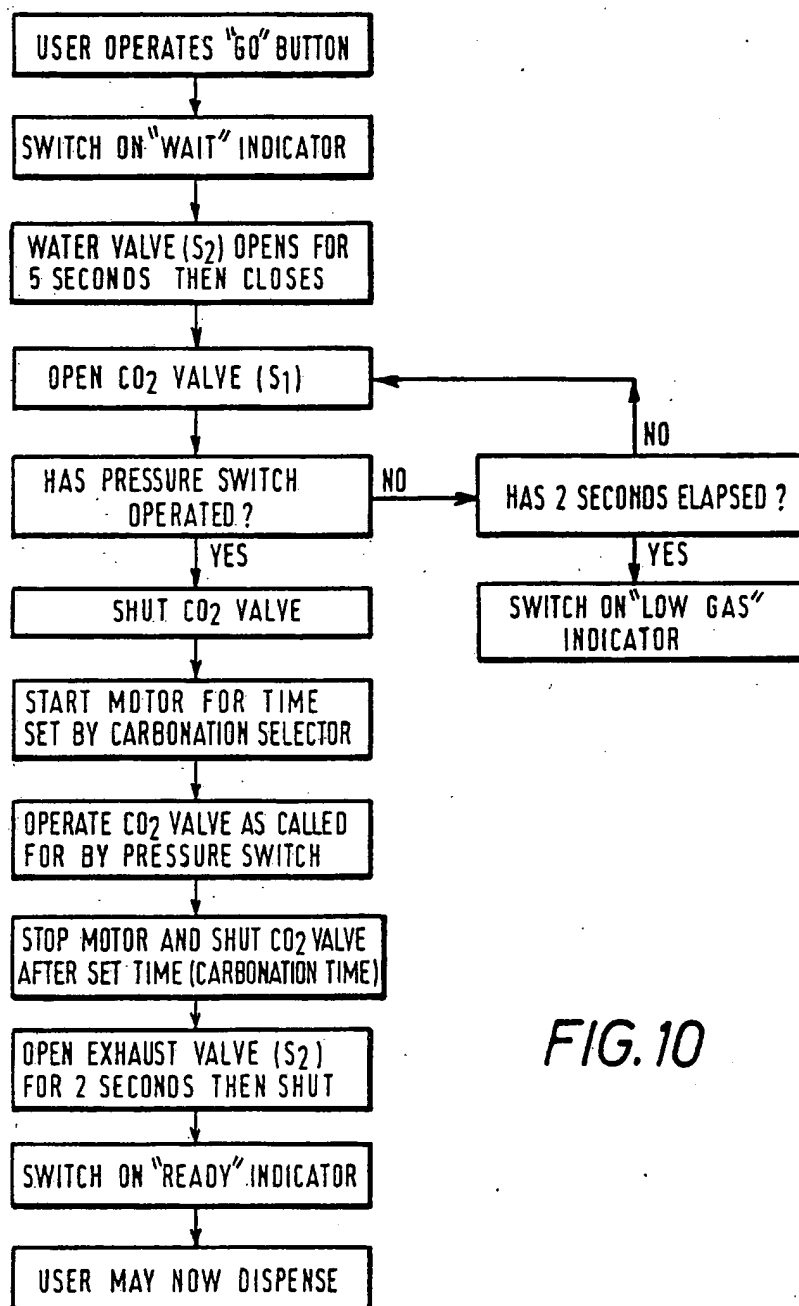 USER OPERATES "GO" BUTTON
SWITCH ON "WAIT" INDICATOR
WATER VALVE (S2) OPENS FOR
5 SECONDS THEN CLOSES
OPEN CO2 VALVE (S1)
HAS PRESSURE SWITCH
OPERATED ?
NO
HAS 2 SECONDS ELAPSED ?
NO
YES
SWITCH ON "LOW GAS"
INDICATOR
YES
SHUT CO2 VALVE
START MOTOR FOR TIME
SET BY CARBONATION SELECTOR
OPERATE CO2 VALVE AS CALLED
FOR BY PRESSURE SWITCH
STOP MOTOR AND SHUT CO2 VALVE
AFTER SET TIME (CARBONATION TIME)
OPEN EXHAUST VALVE (S2)
FOR 2 SECONDS THEN SHUT
SWITCH ON "READY" INDICATOR
USER MAY NOW DISPENSE
FIG. 10